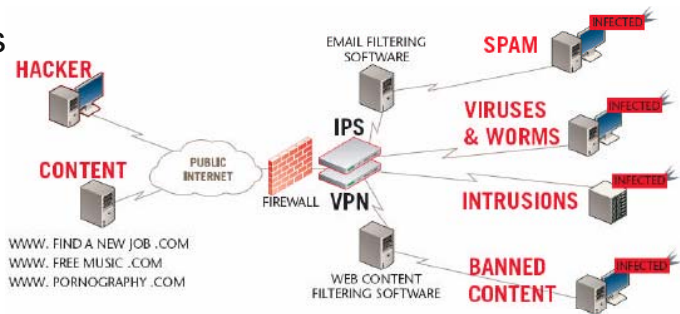 s
HACKER
CONTENT
WWW. FIND A NEW JOB .COM
WWW. FREE MUSIC .COM
WWW. PORNOGRAPHY .COM
PUBLIC
INTERNET
FIREWALL
EMAIL FILTERING
SOFTWARE
IPS
VPN
WEB CONTENT
FILTERING SOFTWARE
SPAM
INFECTED
VIRUSES
& WORMS
INFECTED
INTRUSIONS
INFECTED
BANNED
CONTENT
INFECTED